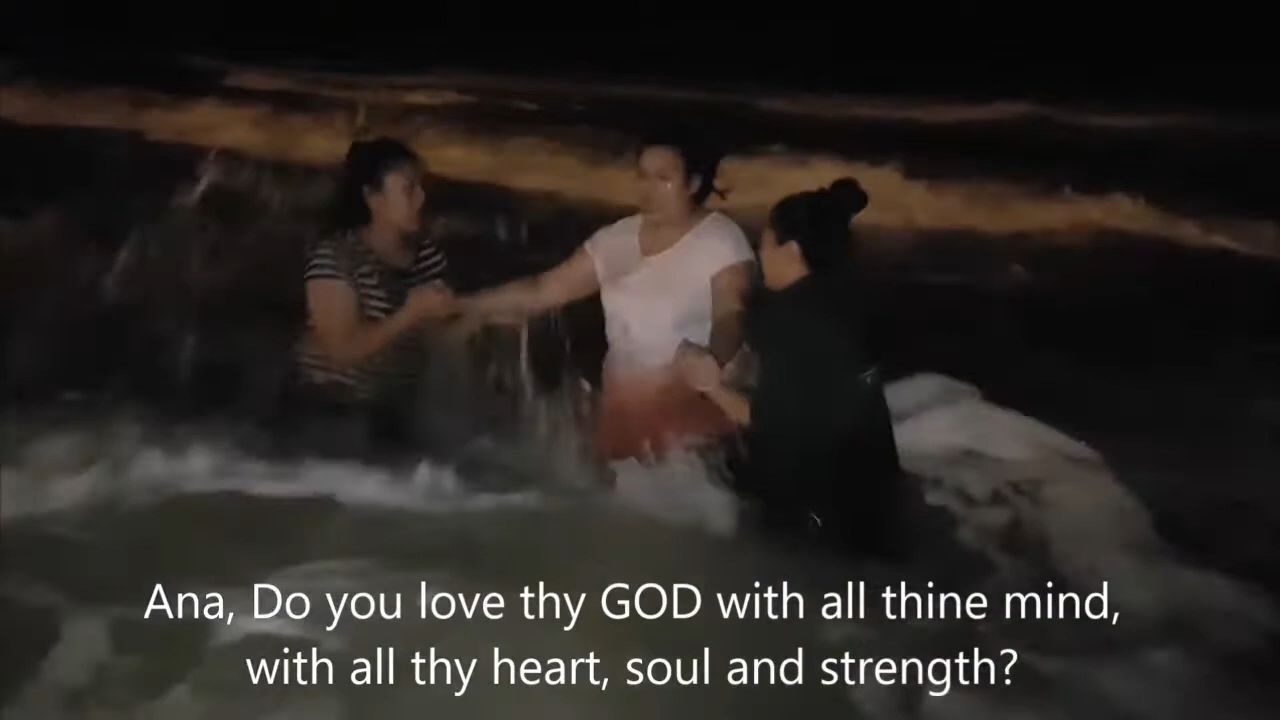 Ana, Do you love thy GOD with all thine mind,
with all thy heart, soul and strength?